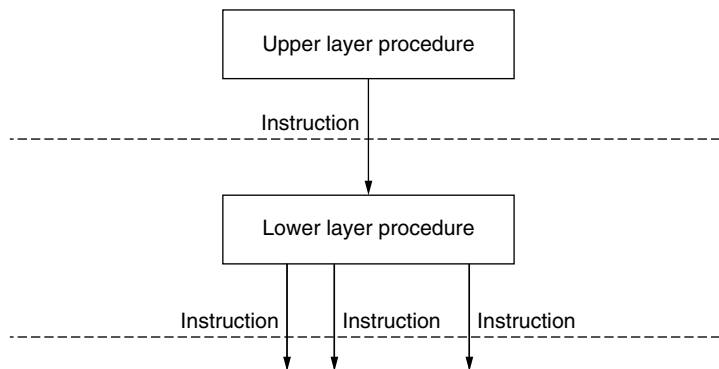 Upper layer procedure
Instruction
Lower layer procedure
Instruction Instruction Instruction